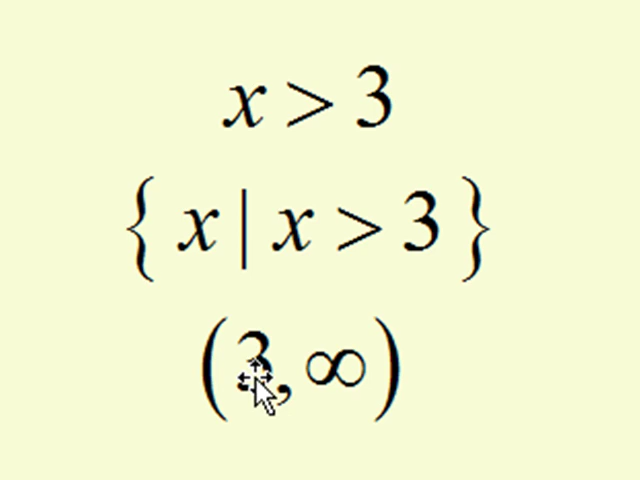 x > 3
{ x | x > 3 }
(3, ∞)